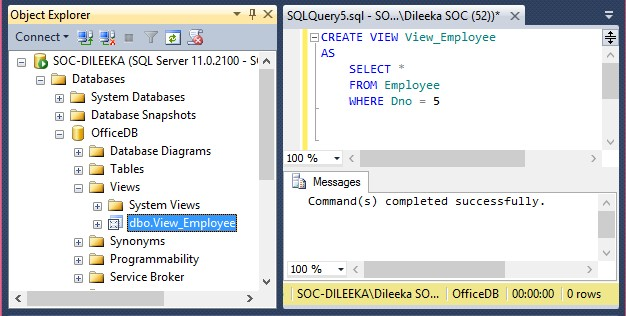 Object Explorer
Connect
SOC-DILEEKA (SQL Server 11.0.2100 - S
Databases
System Databases
Database Snapshots
OfficeDB
Database Diagrams
Tables
Views
System Views
dbo.View_Employee
Synonyms
Programmability
Service Broker
SQLQuery5.sql - SO...\Dileeka SOC (52))*
CREATE VIEW View_Employee
AS
SELECT *
FROM Employee
WHERE Dno = 5
100 %
Messages
Command(s) completed successfully.
100 %
SOC-DILEEKA\Dileeka SO... OfficeDB 00:00:00 0 rows